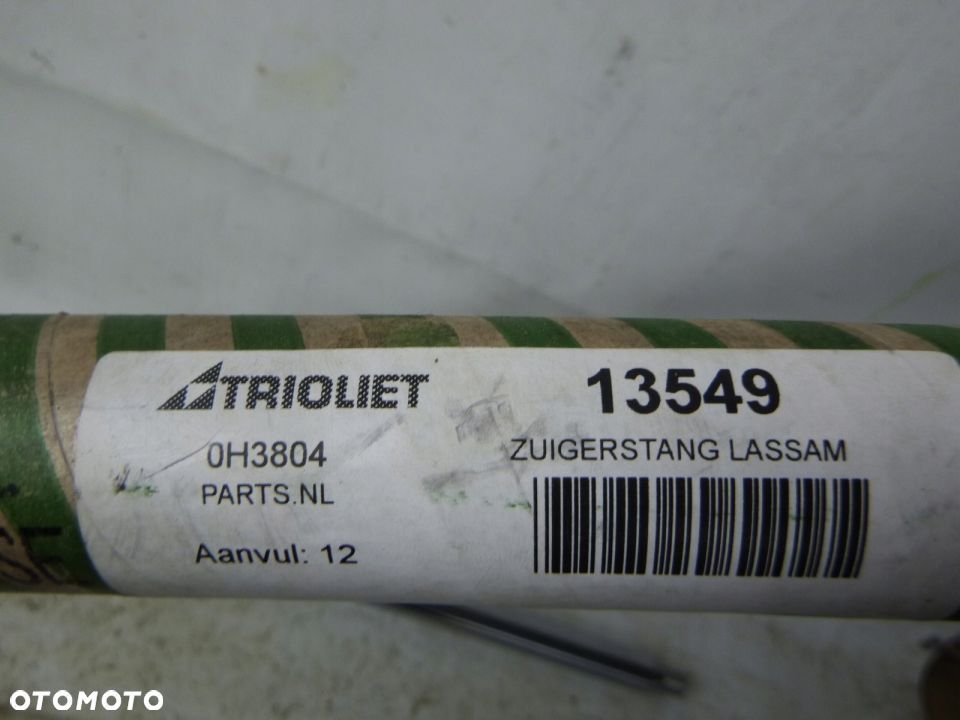 TRIOLIET
13549
0H3804
ZUIGERSTANG LASSAM
PARTS.NL
Aanvul: 12
OTOMOTO